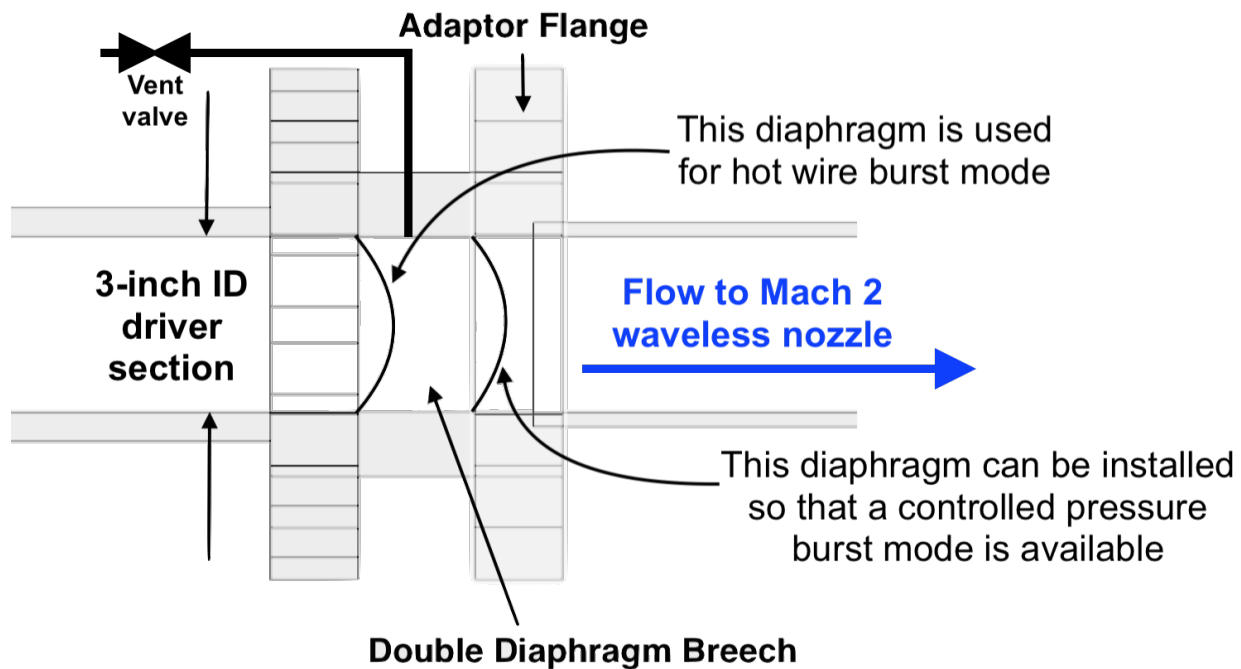 Adaptor Flange
Vent
valve
This diaphragm is used
for hot wire burst mode
3-inch ID
driver
section
Flow to Mach 2
waveless nozzle
This diaphragm can be installed
so that a controlled pressure
burst mode is available
Double Diaphragm Breech